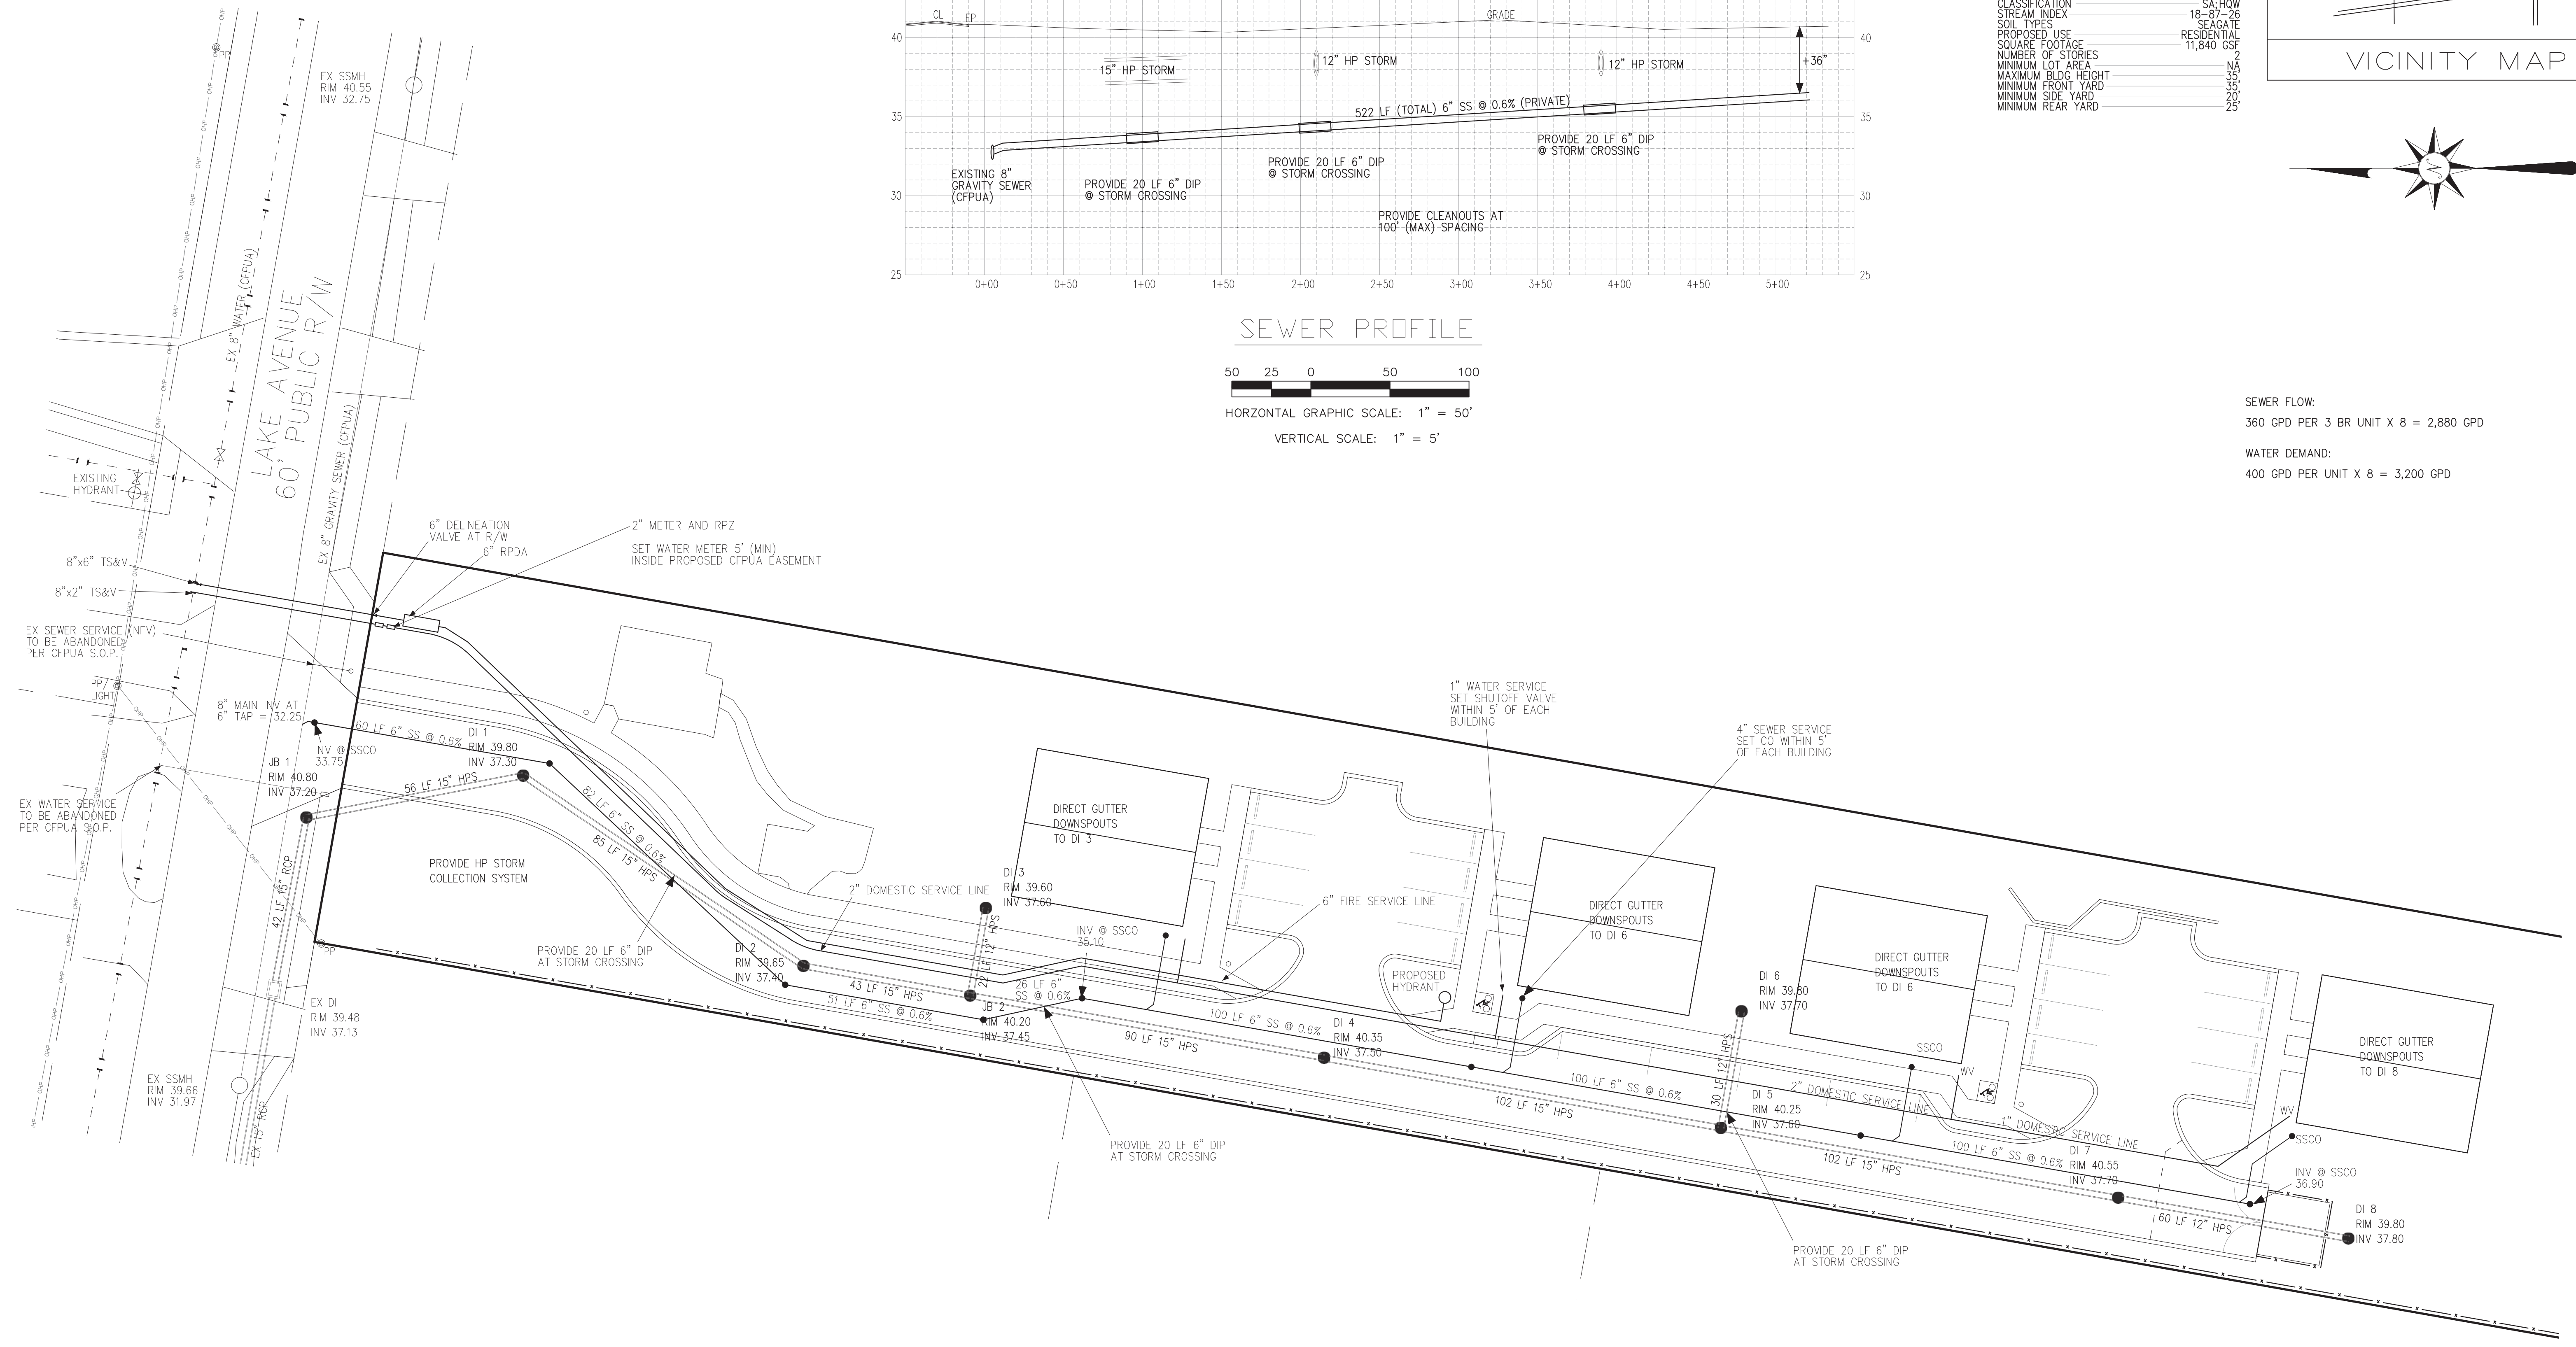 CL
EP
GRADE
40
40
15" HP STORM
12" HP STORM
12" HP STORM
+36"
522 LF (TOTAL) 6" SS @ 0.6% (PRIVATE)
35
35
EXISTING 8"
GRAVITY SEWER
(CFPUA)
PROVIDE 20 LF 6" DIP
@ STORM CROSSING
PROVIDE 20 LF 6" DIP
@ STORM CROSSING
PROVIDE 20 LF 6" DIP
@ STORM CROSSING
30
30
PROVIDE CLEANOUTS AT
100' (MAX) SPACING
25
25
0+00
0+50
1+00
1+50
2+00
2+50
3+00
3+50
4+00
4+50
5+00
SEWER PROFILE
50 25 0 50 100
HORZONTAL GRAPHIC SCALE: 1" = 50'
VERTICAL SCALE: 1" = 5'
CLASSIFICATION SA;HQW
STREAM INDEX 18-87-26
SOIL TYPES SEAGATE
PROPOSED USE RESIDENTIAL
SQUARE FOOTAGE 11,840 GSF
NUMBER OF STORIES 2
MINIMUM LOT AREA NA
MAXIMUM BLDG HEIGHT 35'
MINIMUM FRONT YARD 35'
MINIMUM SIDE YARD 20'
MINIMUM REAR YARD 25'
VICINITY MAP
N
SEWER FLOW:
360 GPD PER 3 BR UNIT X 8 = 2,880 GPD
WATER DEMAND:
400 GPD PER UNIT X 8 = 3,200 GPD
OHP
PP
EX SSMH
RIM 40.55
INV 32.75
EX 8" WATER (CFPUA)
LAKE AVENUE
60' PUBLIC R/W
EX 8" GRAVITY SEWER (CFPUA)
EXISTING
HYDRANT
6" DELINEATION
VALVE AT R/W
6" RPDA
2" METER AND RPZ
SET WATER METER 5' (MIN)
INSIDE PROPOSED CFPUA EASEMENT
8"x6" TS&V
8"x2" TS&V
EX SEWER SERVICE (NFV)
TO BE ABANDONED
PER CFPUA S.O.P.
PP/
LIGHT
8" MAIN INV AT
6" TAP = 32.25
60 LF 6" SS @ 0.6%
INV @ SSCO
33.75
DI 1
RIM 39.80
INV 37.30
JB 1
RIM 40.80
INV 37.20
56 LF 15" HPS
EX WATER SERVICE
TO BE ABANDONED
PER CFPUA S.O.P.
82 LF 6" SS @ 0.6%
85 LF 15" HPS
42 LF 15" RCP
PROVIDE HP STORM
COLLECTION SYSTEM
PP
PROVIDE 20 LF 6" DIP
AT STORM CROSSING
2" DOMESTIC SERVICE LINE
DIRECT GUTTER
DOWNSPOUTS
TO DI 3
DI 3
RIM 39.60
INV 37.60
22 LF 12" HPS
DI 2
RIM 39.65
INV 37.40
43 LF 15" HPS
51 LF 6" SS @ 0.6%
26 LF 6"
SS @ 0.6%
JB 2
RIM 40.20
INV 37.45
INV @ SSCO
35.10
6" FIRE SERVICE LINE
PROPOSED
HYDRANT
1" WATER SERVICE
SET SHUTOFF VALVE
WITHIN 5' OF EACH
BUILDING
4" SEWER SERVICE
SET CO WITHIN 5'
OF EACH BUILDING
DIRECT GUTTER
DOWNSPOUTS
TO DI 6
100 LF 6" SS @ 0.6%
90 LF 15" HPS
DI 4
RIM 40.35
INV 37.50
PROVIDE 20 LF 6" DIP
AT STORM CROSSING
100 LF 6" SS @ 0.6%
102 LF 15" HPS
DI 6
RIM 39.80
INV 37.70
30 LF 12" HPS
DI 5
RIM 40.25
INV 37.60
2" DOMESTIC SERVICE LINE
DIRECT GUTTER
DOWNSPOUTS
TO DI 6
SSCO
WV
102 LF 15" HPS
PROVIDE 20 LF 6" DIP
AT STORM CROSSING
1" DOMESTIC SERVICE LINE
100 LF 6" SS @ 0.6%
DI 7
RIM 40.55
INV 37.70
DIRECT GUTTER
DOWNSPOUTS
TO DI 8
WV
SSCO
INV @ SSCO
36.90
60 LF 12" HPS
DI 8
RIM 39.80
INV 37.80
EX DI
RIM 39.48
INV 37.13
EX SSMH
RIM 39.66
INV 31.97
EX 15" RCP